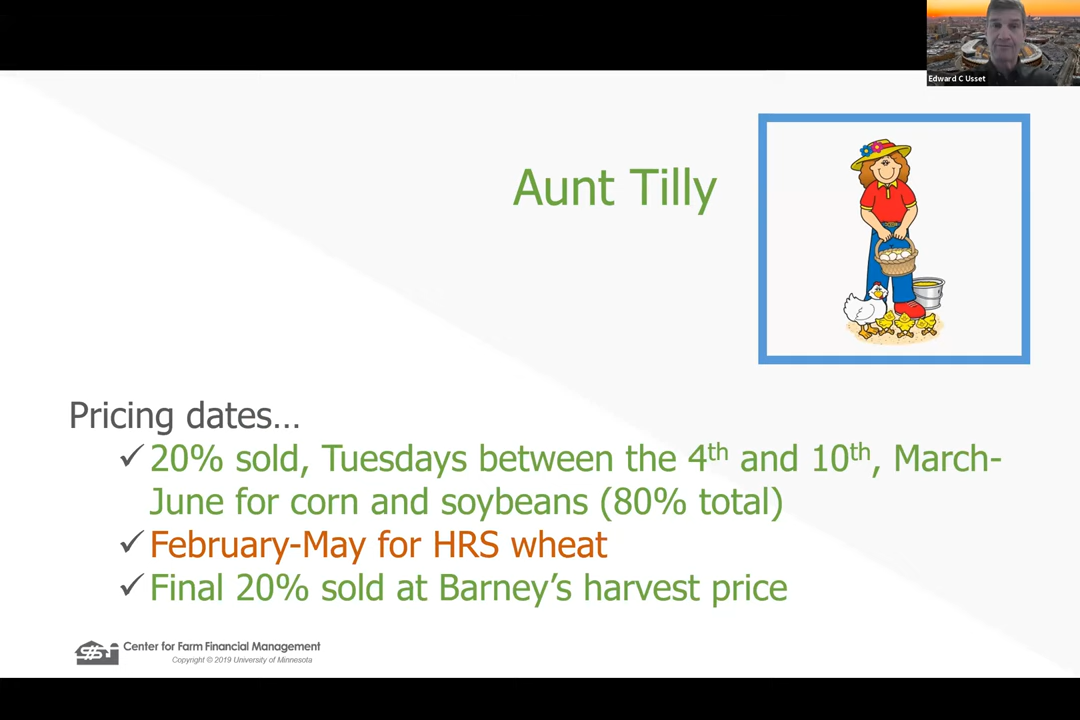 Edward C Usset
Aunt Tilly
Pricing dates…
✓ 20% sold, Tuesdays between the 4th and 10th, March-
June for corn and soybeans (80% total)
✓ February-May for HRS wheat
✓ Final 20% sold at Barney's harvest price
Center for Farm Financial Management
Copyright © 2019 University of Minnesota